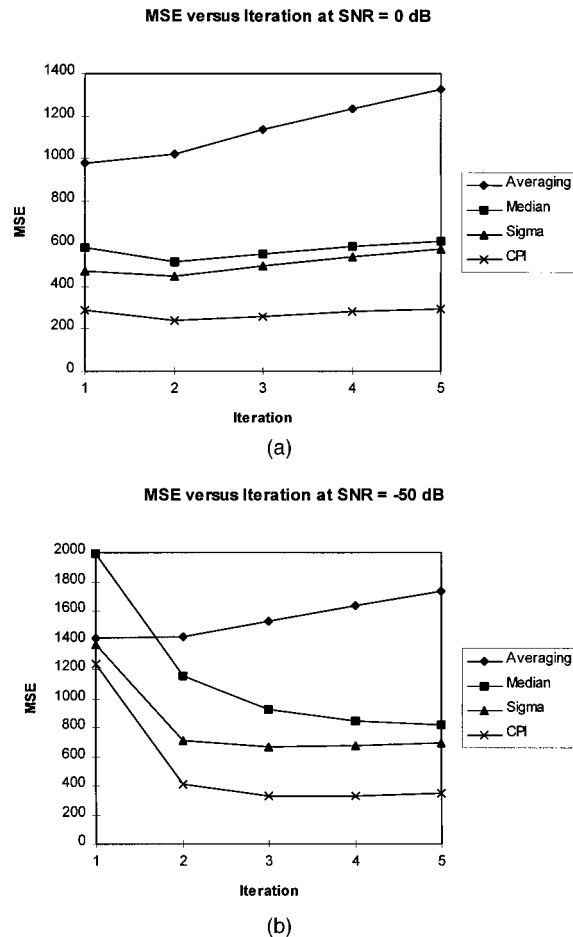 MSE versus Iteration at SNR = 0 dB
1400
1200
1000
800
600
400
200
0
MSE
1 2 3 4 5
Iteration
Averaging
Median
Sigma
CPI
(a)
MSE versus Iteration at SNR = -50 dB
2000
1800
1600
1400
1200
1000
800
600
400
200
0
MSE
1 2 3 4 5
Iteration
Averaging
Median
Sigma
CPI
(b)